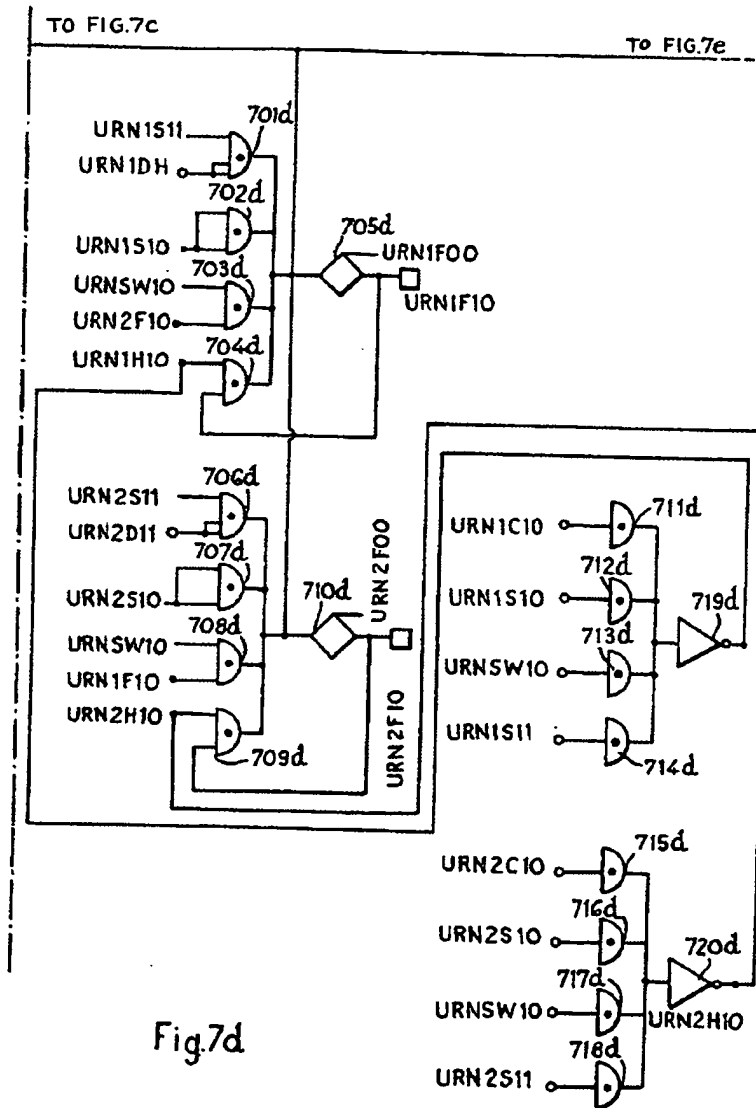 TO FIG.7c
TO FIG.7e
URN1S11
701d
URN1DH
702d
705d
URN1S10
URN1F00
703d
URNSW10
URN1F10
URN2F10
704d
URN1H10
706d
URN2S11
URN2D11
707d
URN2F00
710d
URN2S10
708d
URNSW10
URN1F10
URN2H10
709d
URN2F10
711d
URN1C10
712d
URN1S10
719d
713d
URNSW10
URN1S11
714d
715d
URN2C10
716d
URN2S10
720d
717d
URNSW10
URN2H10
718d
URN2S11
Fig.7d